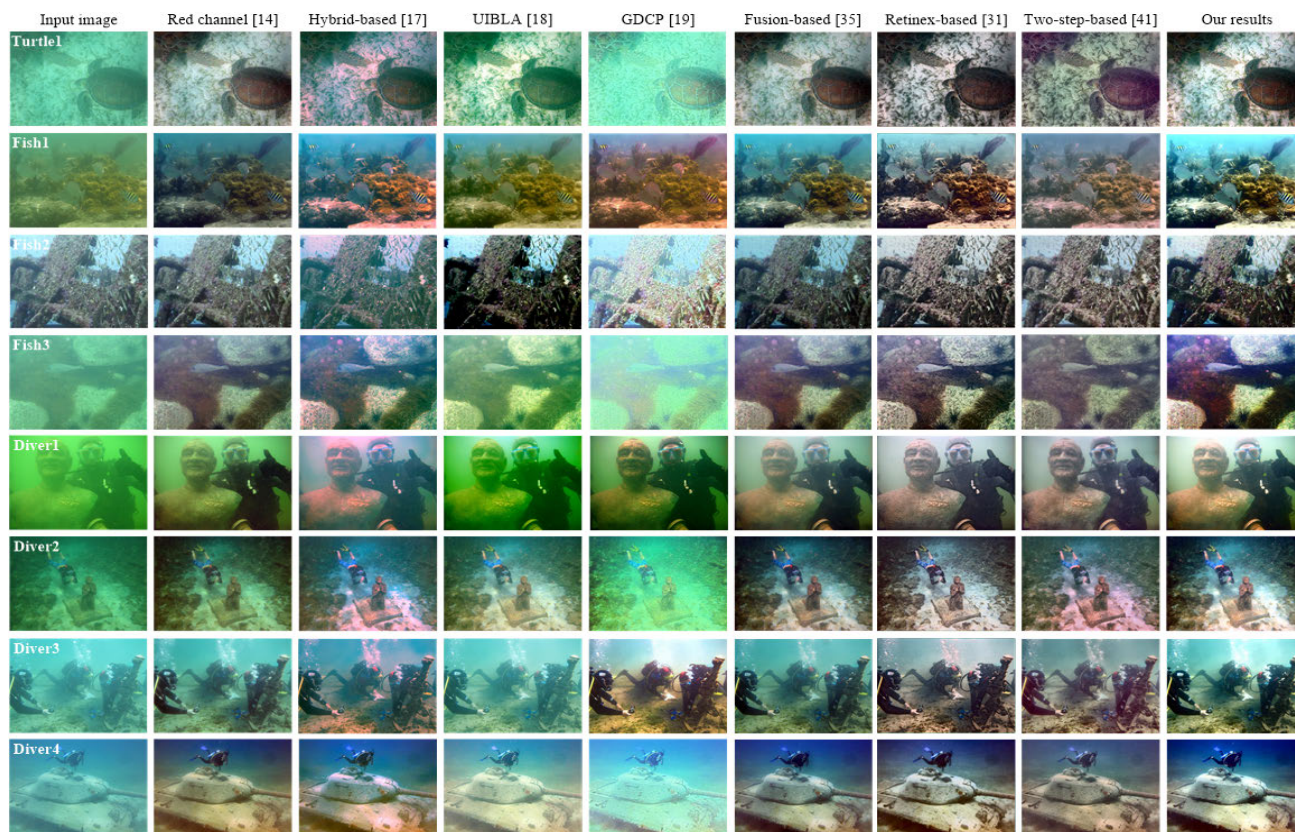 Input image Red channel [14] Hybrid-based [17] UIBLA [18] GDCP [19] Fusion-based [35] Retinex-based [31] Two-step-based [41] Our results
Turtle1
Fish1
Fish2
Fish3
Diver1
Diver2
Diver3
Diver4